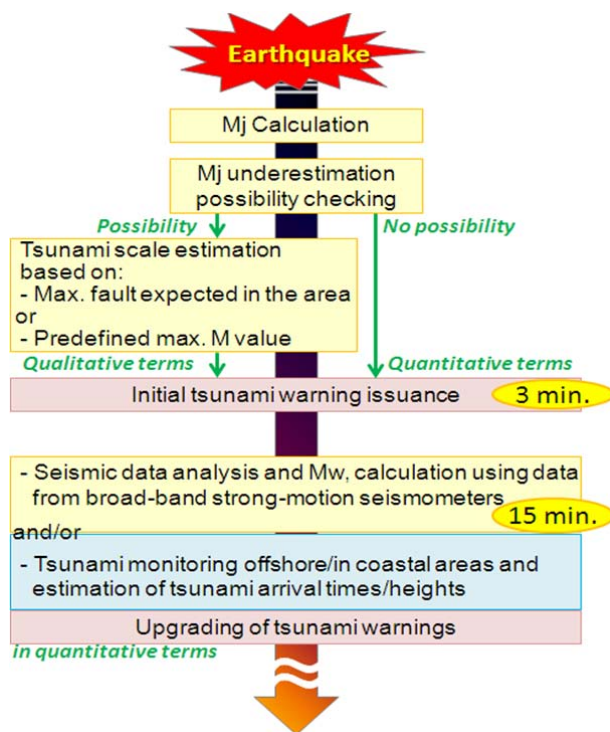 Earthquake
Mj Calculation
Mj underestimation
possibility checking
Possibility
No possibility
Tsunami scale estimation
based on:
- Max. fault expected in the area
or
- Predefined max. M value
Qualitative terms
Quantitative terms
Initial tsunami warning issuance
3 min.
- Seismic data analysis and Mw, calculation using data
from broad-band strong-motion seismometers
15 min.
and/or
- Tsunami monitoring offshore/in coastal areas and
estimation of tsunami arrival times/heights
Upgrading of tsunami warnings
in quantitative terms